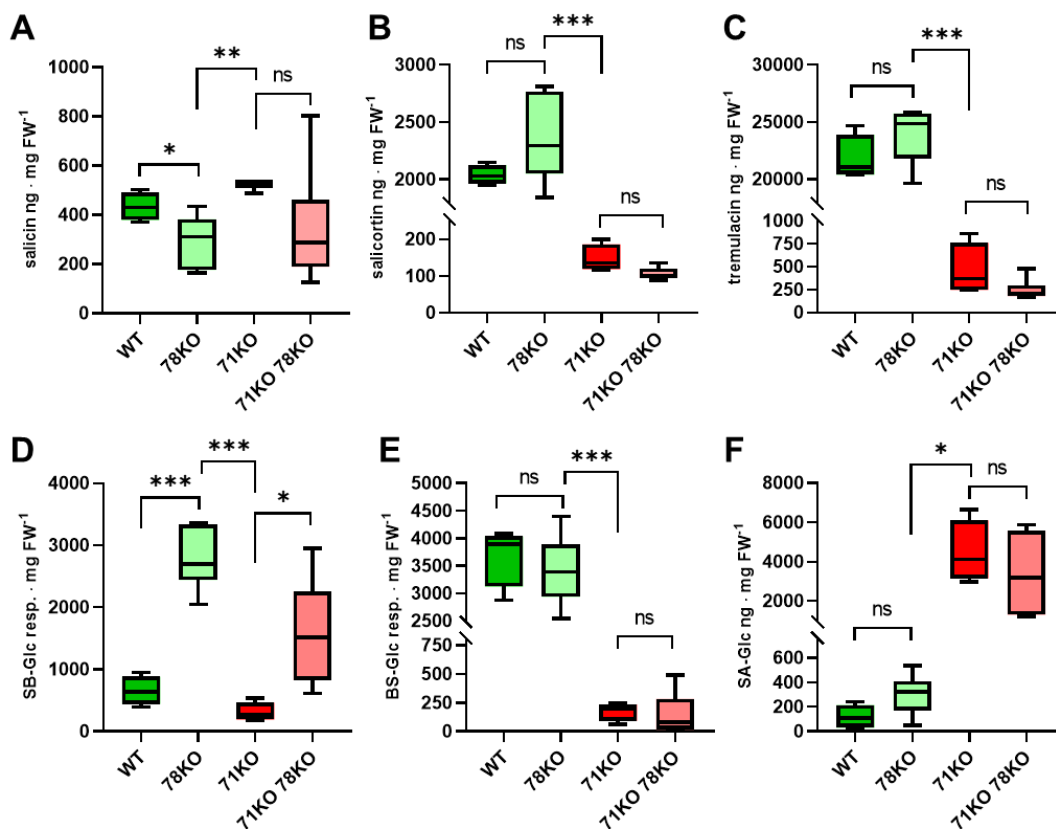 A
salicin ng · mg FW⁻¹
1000
800
600
400
200
0
*
**
ns
WT
78KO
71KO
71KO 78KO
B
salicortin ng · mg FW⁻¹
3000
2500
2000
200
100
0
ns
***
ns
WT
78KO
71KO
71KO 78KO
C
tremulacin ng · mg FW⁻¹
30000
25000
20000
1000
750
500
250
0
ns
***
ns
WT
78KO
71KO
71KO 78KO
D
SB-Glc resp. · mg FW⁻¹
4000
3000
2000
1000
0
***
***
*
WT
78KO
71KO
71KO 78KO
E
BS-Glc resp. · mg FW⁻¹
5000
4500
4000
3500
3000
2500
750
500
250
0
ns
***
ns
WT
78KO
71KO
71KO 78KO
F
SA-Glc ng · mg FW⁻¹
8000
6000
4000
2000
600
400
200
0
ns
*
ns
WT
78KO
71KO
71KO 78KO